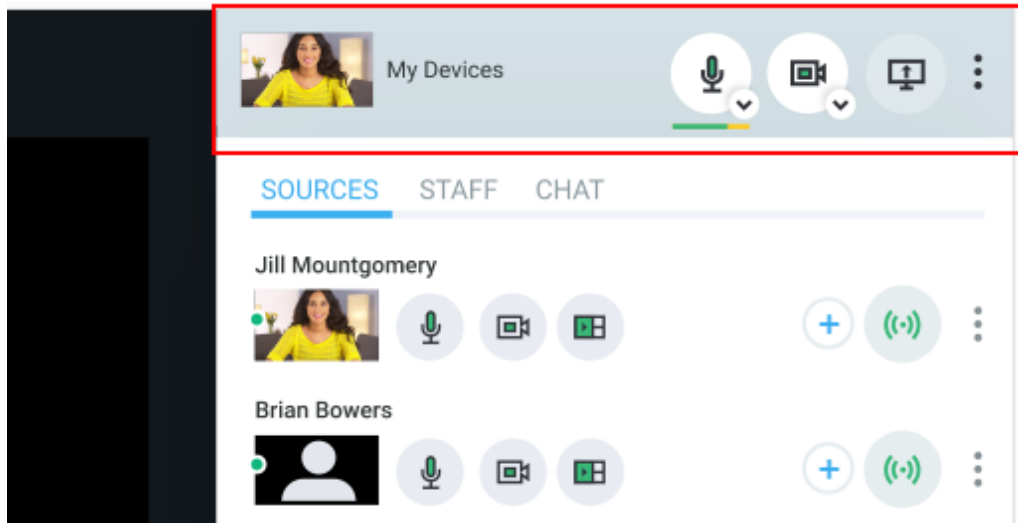 My Devices
SOURCES STAFF CHAT
Jill Mountgomery
Brian Bowers